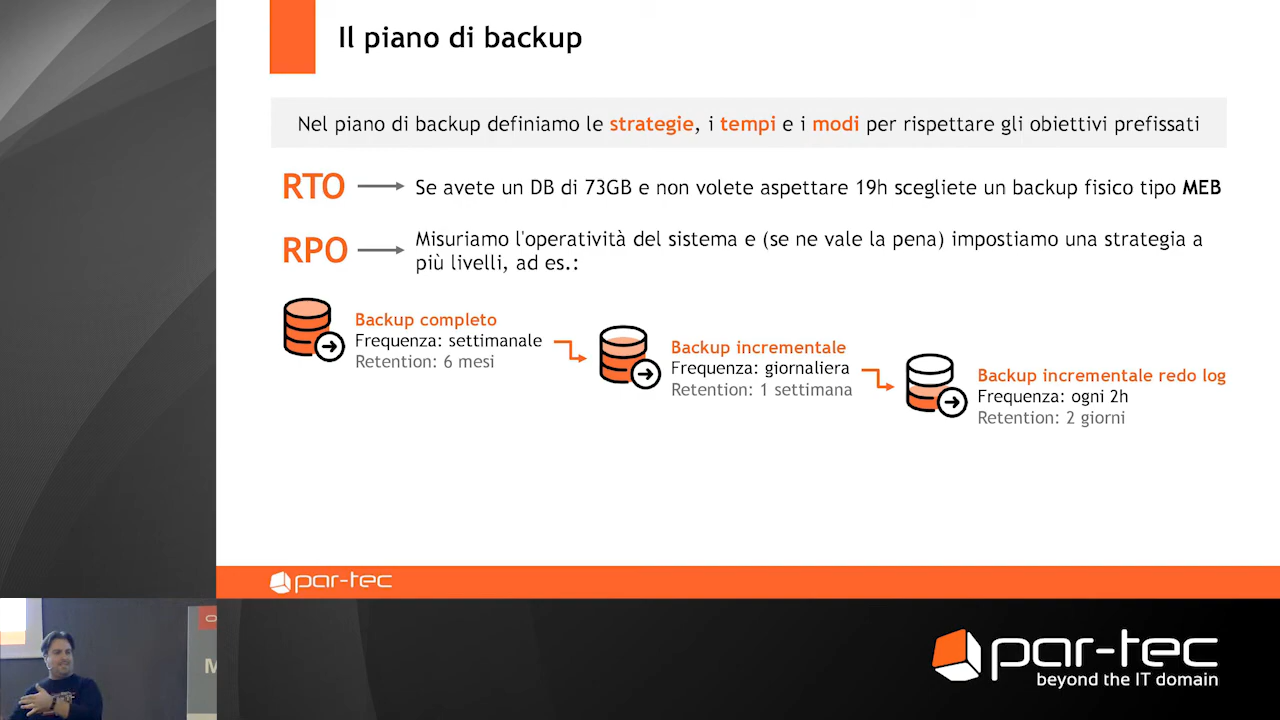 Il piano di backup
Nel piano di backup definiamo le strategie, i tempi e i modi per rispettare gli obiettivi prefissati
RTO
Se avete un DB di 73GB e non volete aspettare 19h scegliete un backup fisico tipo MEB
RPO
Misuriamo l'operatività del sistema e (se ne vale la pena) impostiamo una strategia a
più livelli, ad es.:
Backup completo
Frequenza: settimanale
Retention: 6 mesi
Backup incrementale
Frequenza: giornaliera
Retention: 1 settimana
Backup incrementale redo log
Frequenza: ogni 2h
Retention: 2 giorni
par-tec
O
M
par-tec
beyond the IT domain